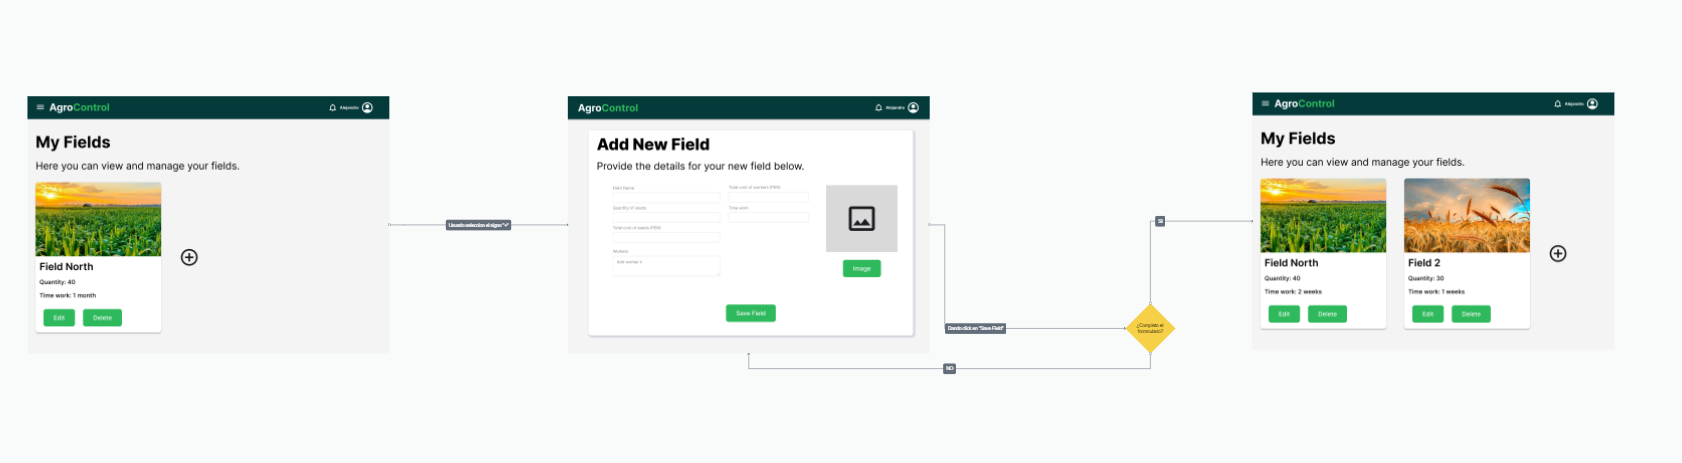 AgroControl
Alejandro
My Fields
Here you can view and manage your fields.
Field North
Quantity: 40
Time work: 1 month
Edit
Delete
Usuario seleccion el signo "+"
AgroControl
Alejandro
Add New Field
Provide the details for your new field below.
Field Name
Total cost of workers (PEN)
Quantity of seeds
Time work
Total cost of seeds (PEN)
Workers
Add worker
Image
Save Field
Dando click en "Save Field"
NO
¿Completo el
formulario?
SI
AgroControl
Alejandro
My Fields
Here you can view and manage your fields.
Field North
Quantity: 40
Time work: 2 weeks
Edit
Delete
Field 2
Quantity: 30
Time work: 1 weeks
Edit
Delete